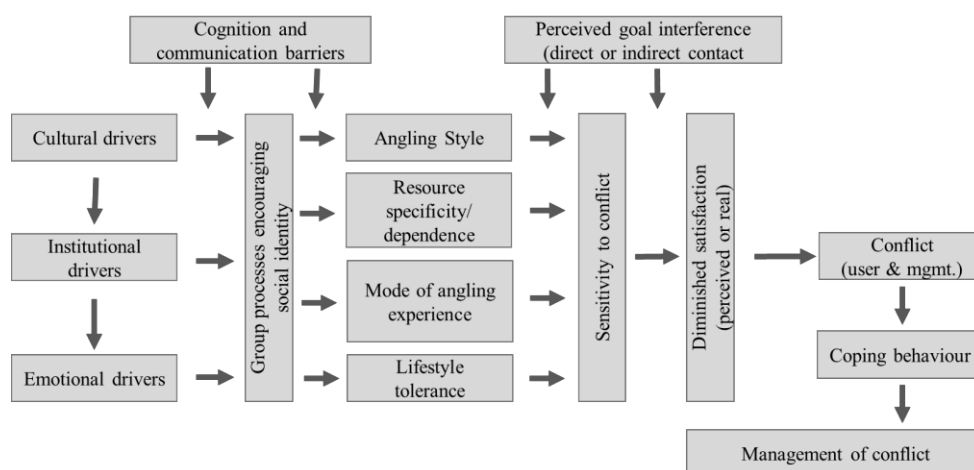 Cognition and
communication barriers
Perceived goal interference
(direct or indirect contact
Cultural drivers
Institutional
drivers
Emotional drivers
Group processes encouraging
social identity
Angling Style
Resource
specificity/
dependence
Mode of angling
experience
Lifestyle
tolerance
Sensitivity to conflict
Diminished satisfaction
(perceived or real)
Conflict
(user & mgmt.)
Coping behaviour
Management of conflict